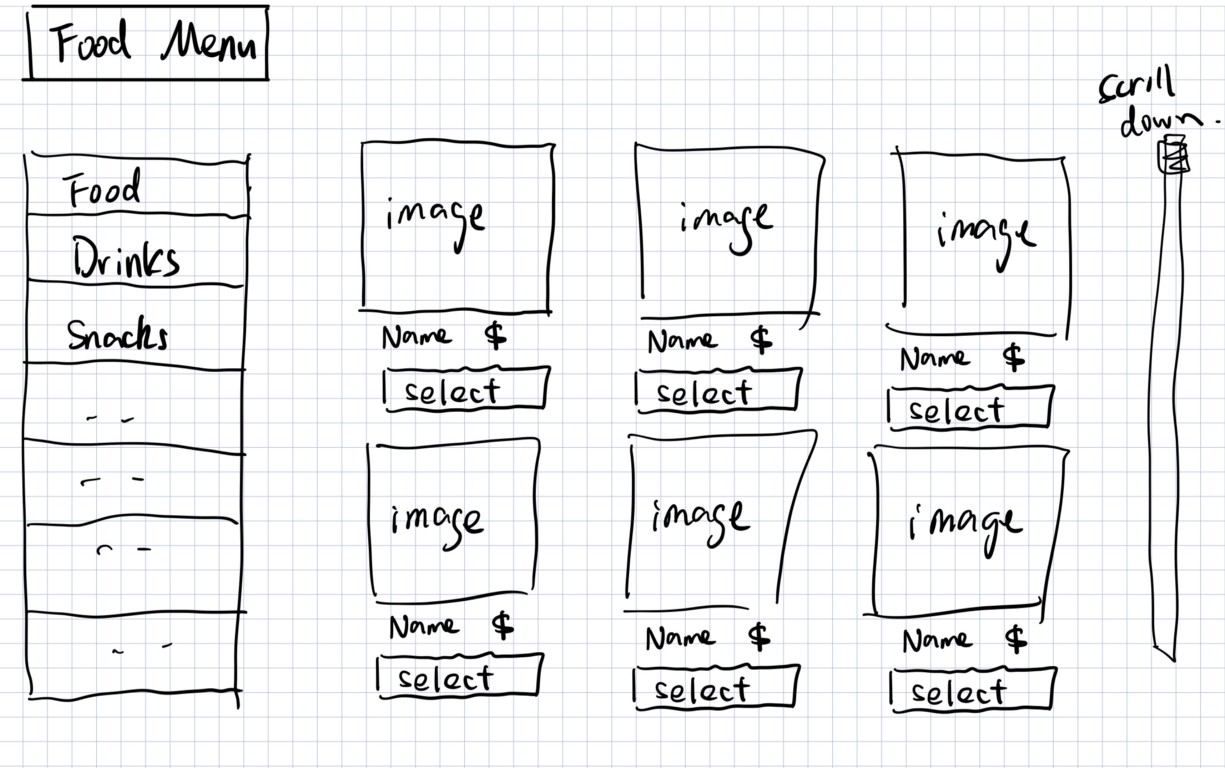 Food Menu
scrill
down.
Food
Drinks
Snacks
- -
- -
- -
- -
image
image
image
Name $
Name $
Name $
select
select
select
image
image
image
Name $
Name $
Name $
select
select
select